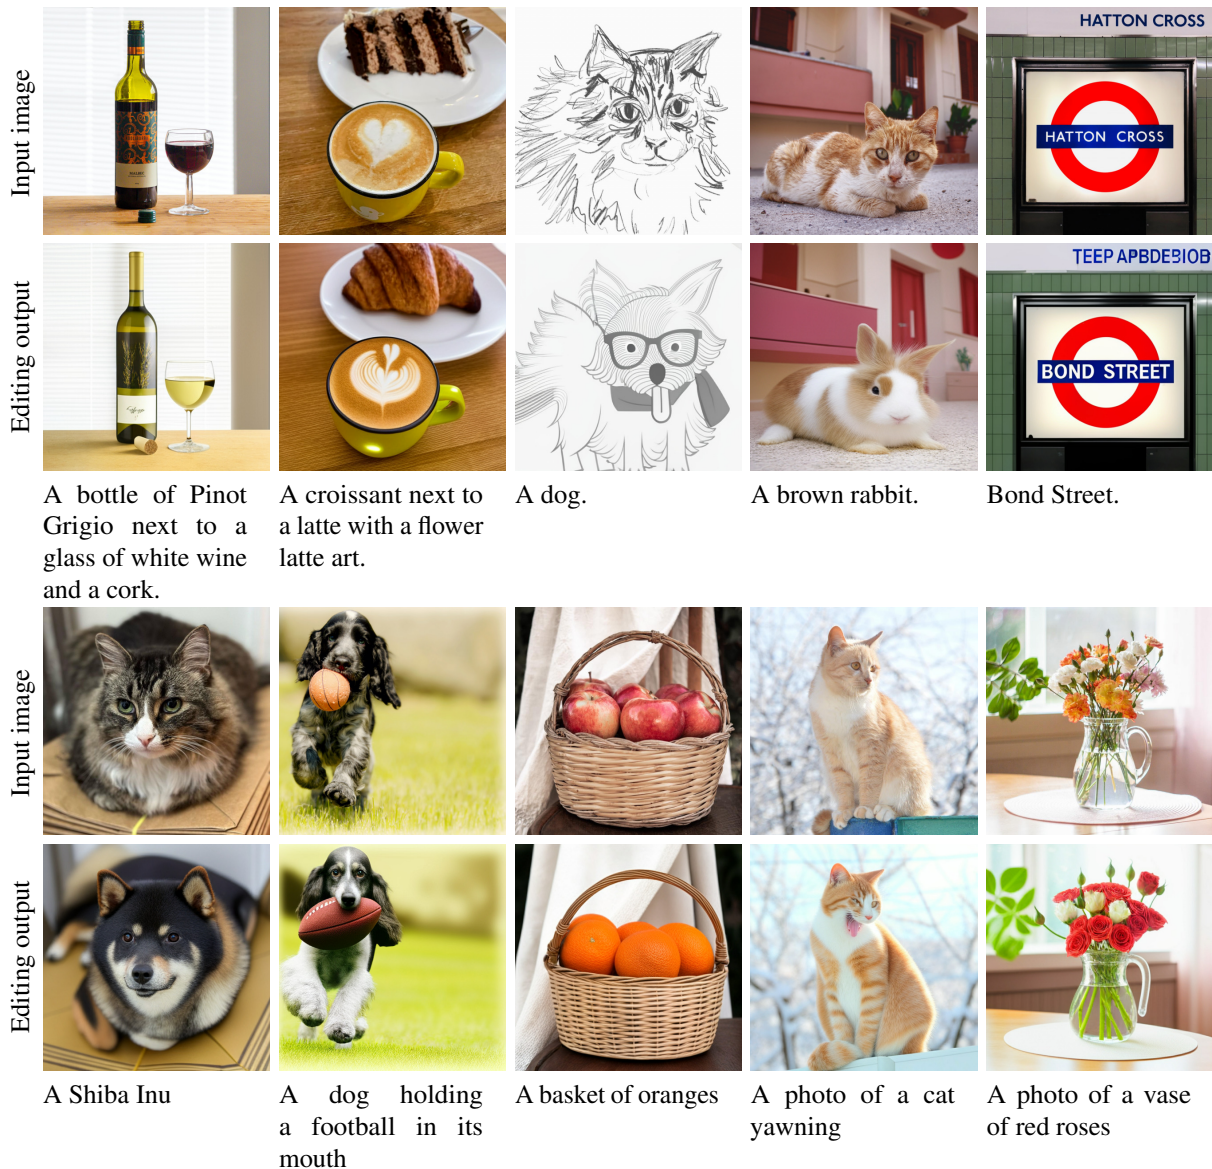 Input image
HATTON CROSS
HATTON CROSS
Editing output
TEEP APBDEBIOB
BOND STREET
A bottle of Pinot
Grigio next to a
glass of white wine
and a cork.
A croissant next to
a latte with a flower
latte art.
A dog.
A brown rabbit.
Bond Street.
Input image
Editing output
A Shiba Inu
A dog holding
a football in its
mouth
A basket of oranges
A photo of a cat
yawning
A photo of a vase
of red roses